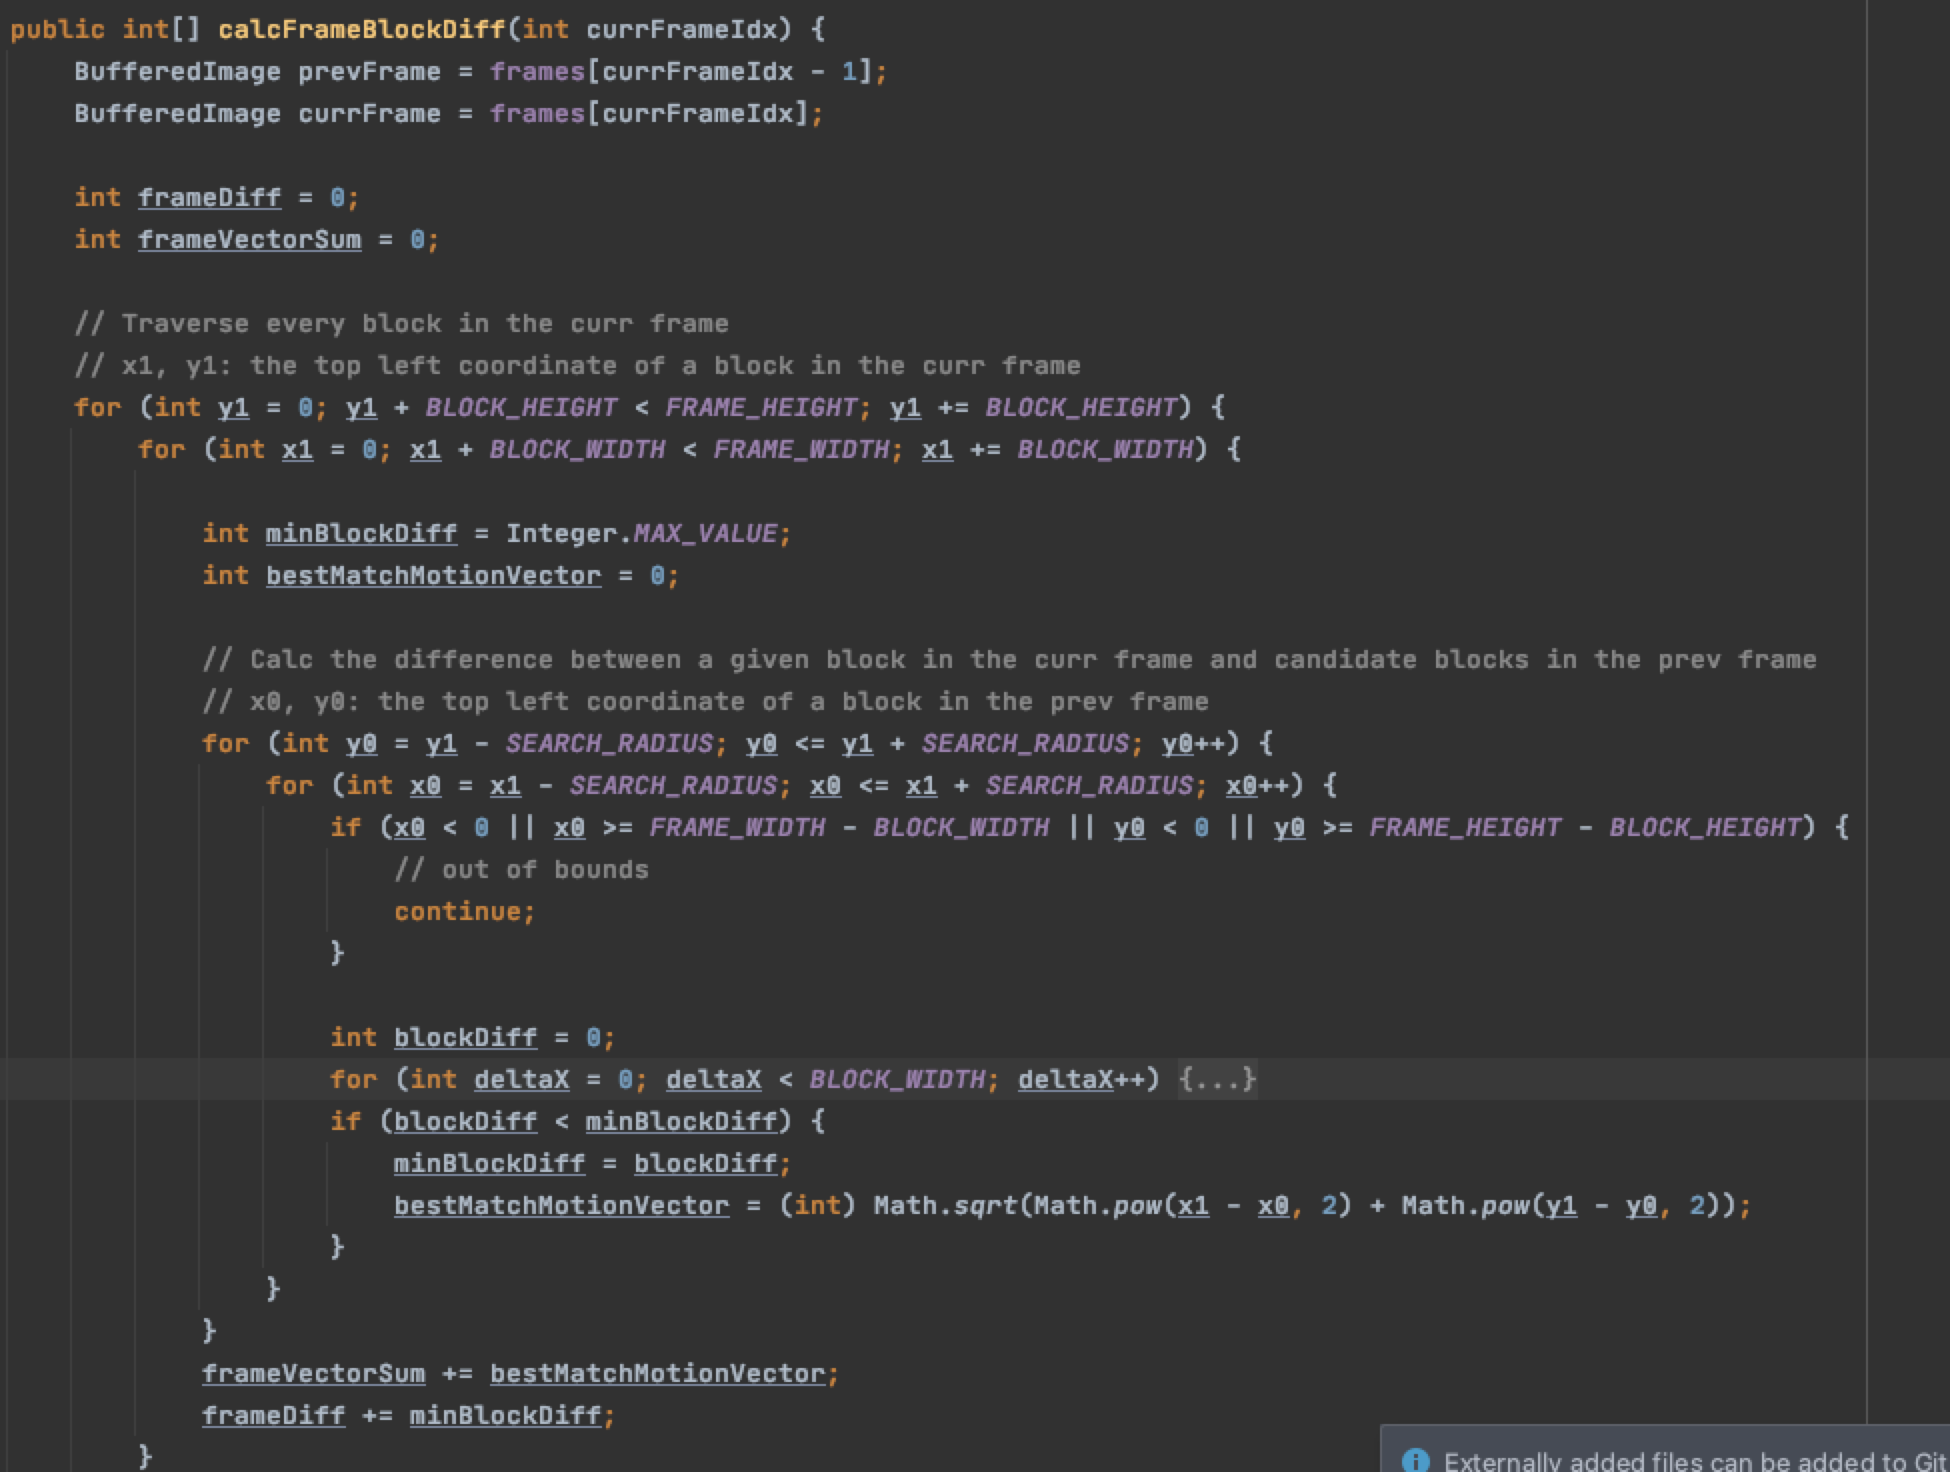 public int[] calcFrameBlockDiff(int currFrameIdx) {
    BufferedImage prevFrame = frames[currFrameIdx - 1];
    BufferedImage currFrame = frames[currFrameIdx];

    int frameDiff = 0;
    int frameVectorSum = 0;

    // Traverse every block in the curr frame
    // x1, y1: the top left coordinate of a block in the curr frame
    for (int y1 = 0; y1 + BLOCK_HEIGHT < FRAME_HEIGHT; y1 += BLOCK_HEIGHT) {
        for (int x1 = 0; x1 + BLOCK_WIDTH < FRAME_WIDTH; x1 += BLOCK_WIDTH) {

            int minBlockDiff = Integer.MAX_VALUE;
            int bestMatchMotionVector = 0;

            // Calc the difference between a given block in the curr frame and candidate blocks in the prev frame
            // x0, y0: the top left coordinate of a block in the prev frame
            for (int y0 = y1 - SEARCH_RADIUS; y0 <= y1 + SEARCH_RADIUS; y0++) {
                for (int x0 = x1 - SEARCH_RADIUS; x0 <= x1 + SEARCH_RADIUS; x0++) {
                    if (x0 < 0 || x0 >= FRAME_WIDTH - BLOCK_WIDTH || y0 < 0 || y0 >= FRAME_HEIGHT - BLOCK_HEIGHT) {
                        // out of bounds
                        continue;
                    }

                    int blockDiff = 0;
                    for (int deltaX = 0; deltaX < BLOCK_WIDTH; deltaX++) {...}
                    if (blockDiff < minBlockDiff) {
                        minBlockDiff = blockDiff;
                        bestMatchMotionVector = (int) Math.sqrt(Math.pow(x1 - x0, 2) + Math.pow(y1 - y0, 2));
                    }
                }
            }
            frameVectorSum += bestMatchMotionVector;
            frameDiff += minBlockDiff;
        }
Externally added files can be added to Git